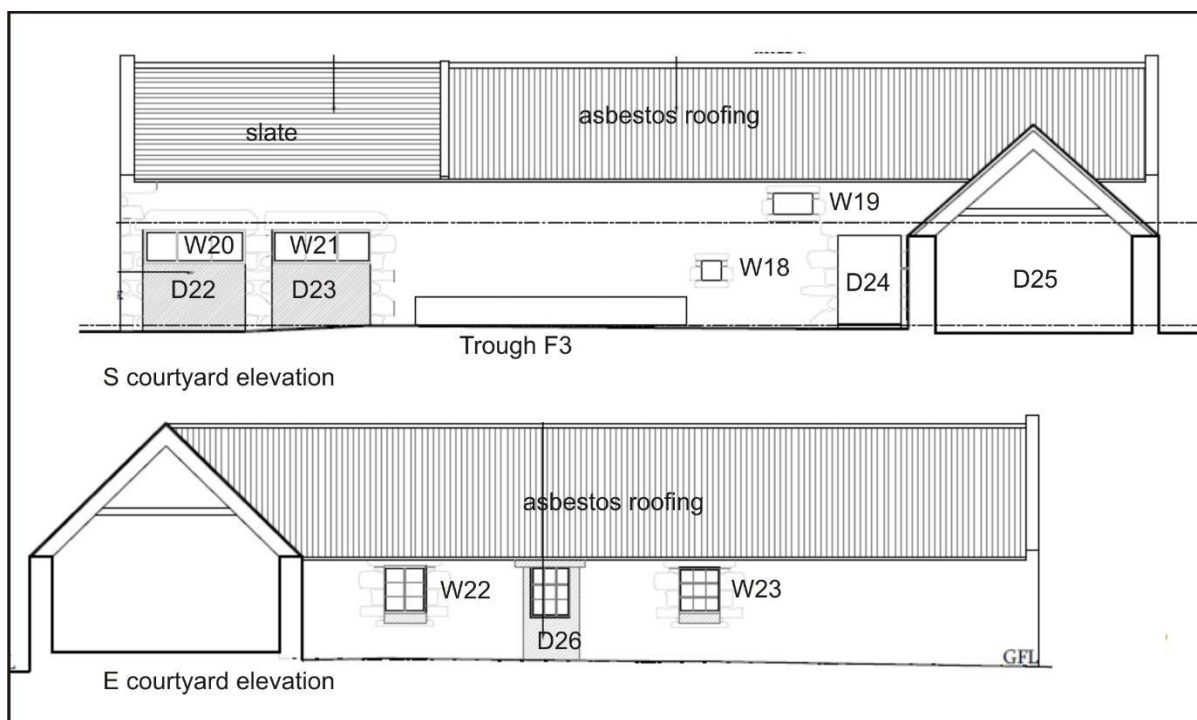 slate
asbestos roofing
W19
W20
W21
W18
D22
D23
D24
D25
Trough F3
S courtyard elevation
asbestos roofing
W22
W23
D26
GFL
E courtyard elevation